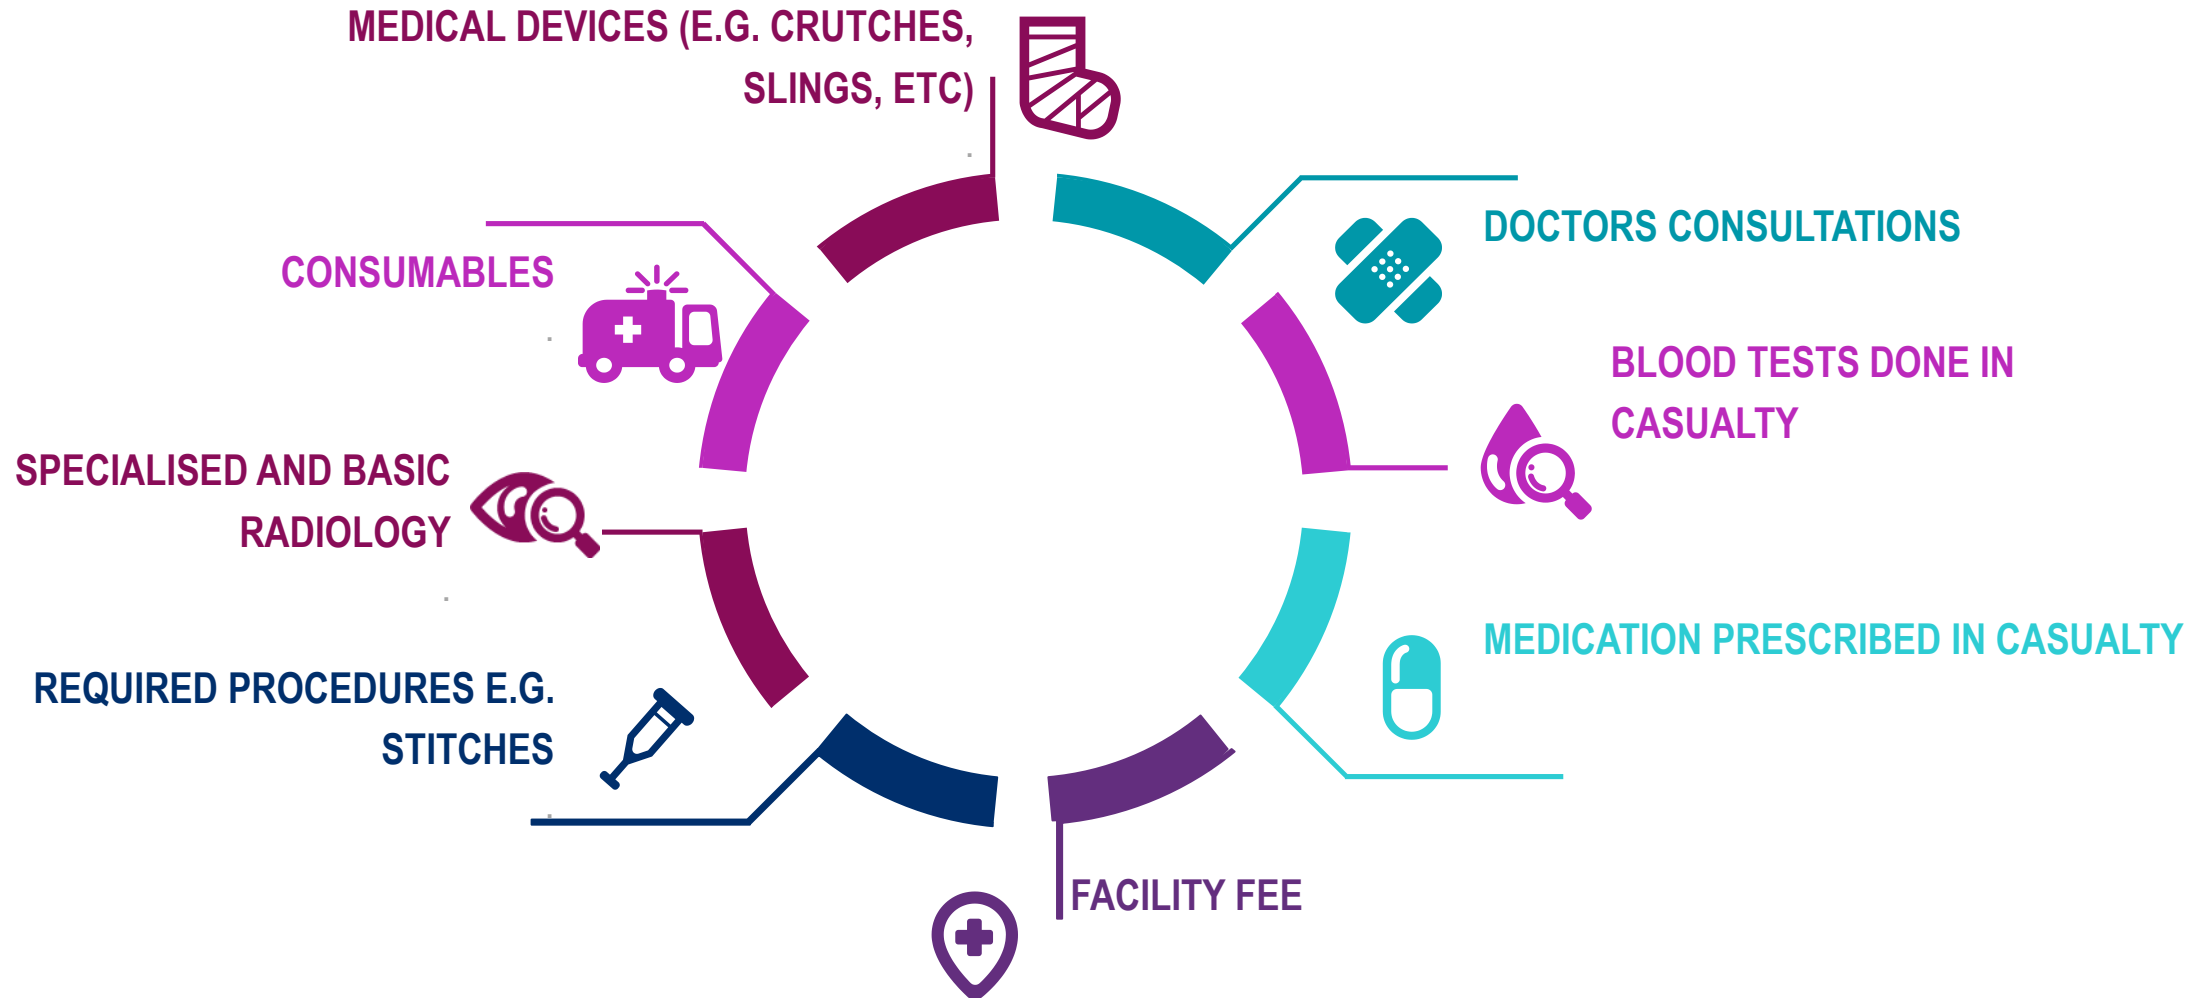 MEDICAL DEVICES (E.G. CRUTCHES,
SLINGS, ETC)
DOCTORS CONSULTATIONS
CONSUMABLES
BLOOD TESTS DONE IN
CASUALTY
SPECIALISED AND BASIC
RADIOLOGY
MEDICATION PRESCRIBED IN CASUALTY
REQUIRED PROCEDURES E.G.
STITCHES
FACILITY FEE